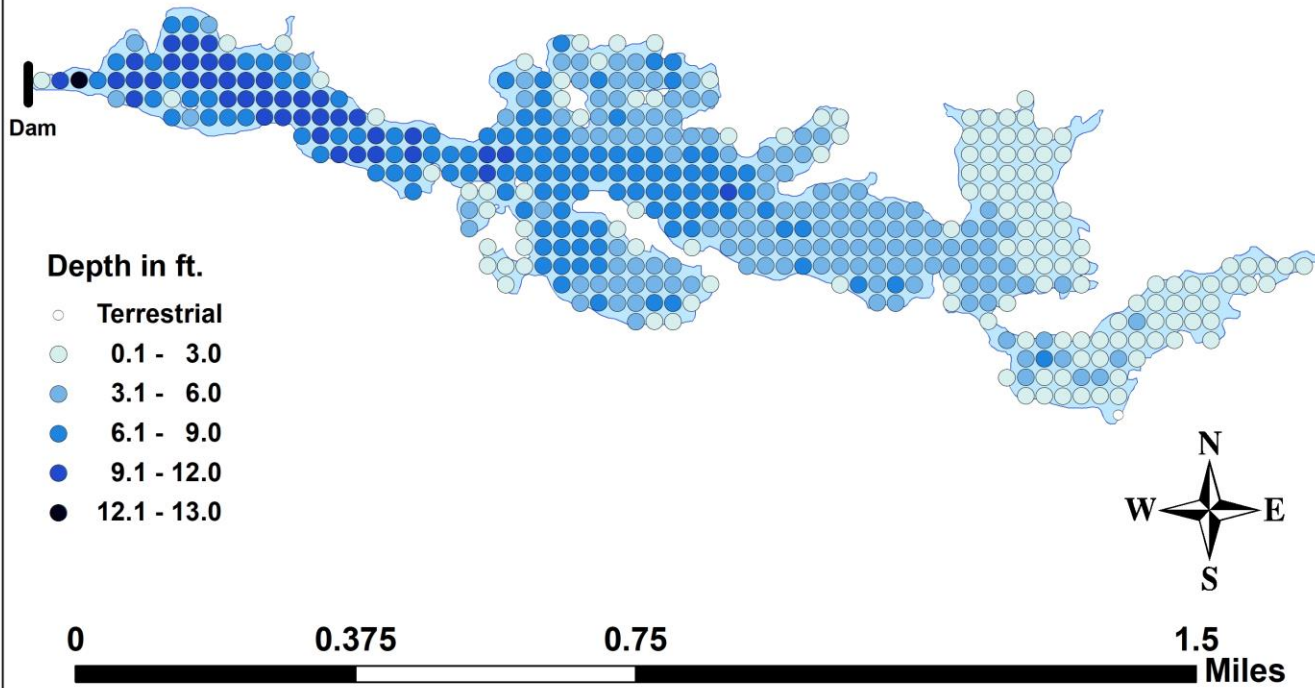 Dam
Depth in ft.
Terrestrial
0.1 - 3.0
3.1 - 6.0
6.1 - 9.0
9.1 - 12.0
12.1 - 13.0
N
W E
S
0 0.375 0.75 1.5
Miles